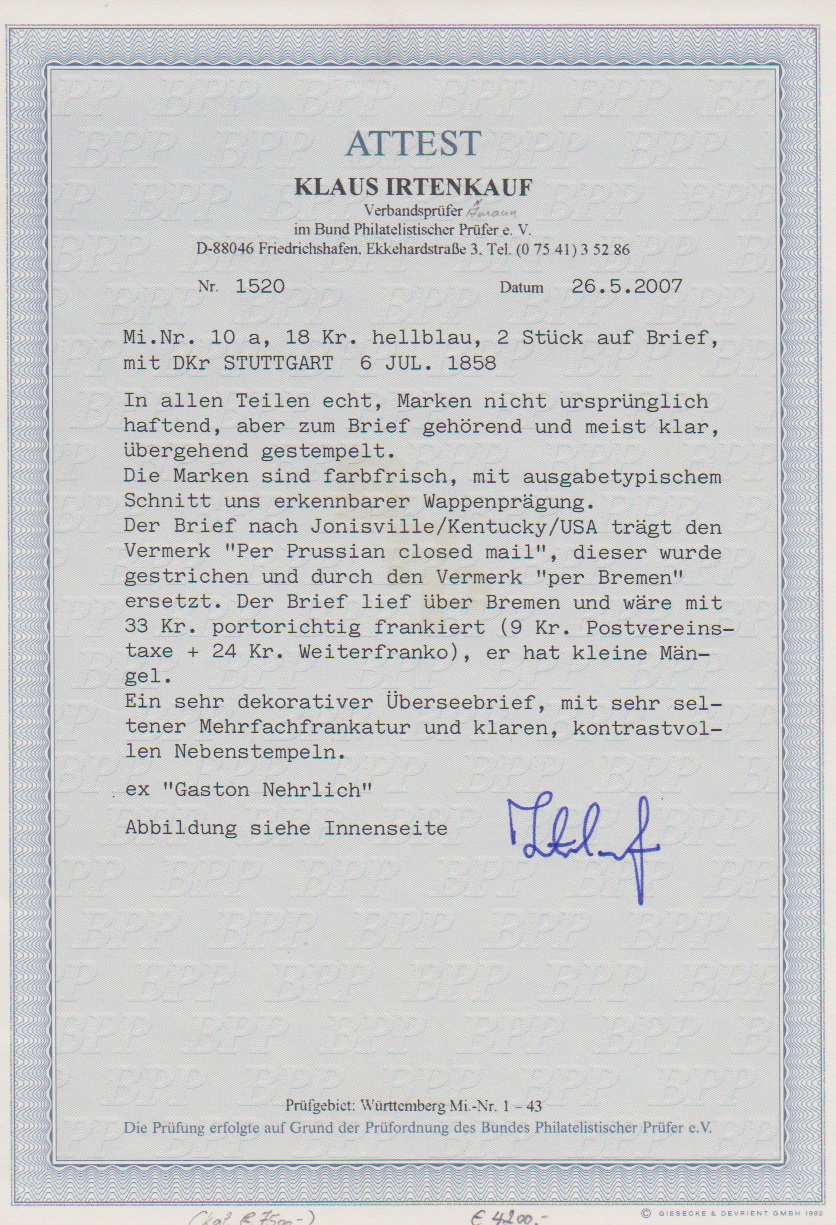 ATTEST
KLAUS IRTENKAUF
Verbandsprüfer
im Bund Philatelistischer Prüfer e. V.
D-88046 Friedrichshafen, Ekkehardstraße 3, Tel. (0 75 41) 3 52 86
Nr. 1520 Datum 26.5.2007
Mi.Nr. 10 a, 18 Kr. hellblau, 2 Stück auf Brief,
mit DKr STUTTGART 6 JUL. 1858
In allen Teilen echt, Marken nicht ursprünglich
haftend, aber zum Brief gehörend und meist klar,
übergehend gestempelt.
Die Marken sind farbfrisch, mit ausgabetypischem
Schnitt uns erkennbarer Wappenprägung.
Der Brief nach Jonisville/Kentucky/USA trägt den
Vermerk "Per Prussian closed mail", dieser wurde
gestrichen und durch den Vermerk "per Bremen"
ersetzt. Der Brief lief über Bremen und wäre mit
33 Kr. portorichtig frankiert (9 Kr. Postvereins-
taxe + 24 Kr. Weiterfranko), er hat kleine Män-
gel.
Ein sehr dekorativer Überseebrief, mit sehr sel-
tener Mehrfachfrankatur und klaren, kontrastvol-
len Nebenstempeln.
ex "Gaston Nehrlich"
Abbildung siehe Innenseite
Prüfgebiet: Württemberg Mi.-Nr. 1 – 43
Die Prüfung erfolgte auf Grund der Prüfordnung des Bundes Philatelistischer Prüfer e.V.
(Kat. € 7500-) € 4200.-
© GIESECKE & DEVRIENT GMBH 1992